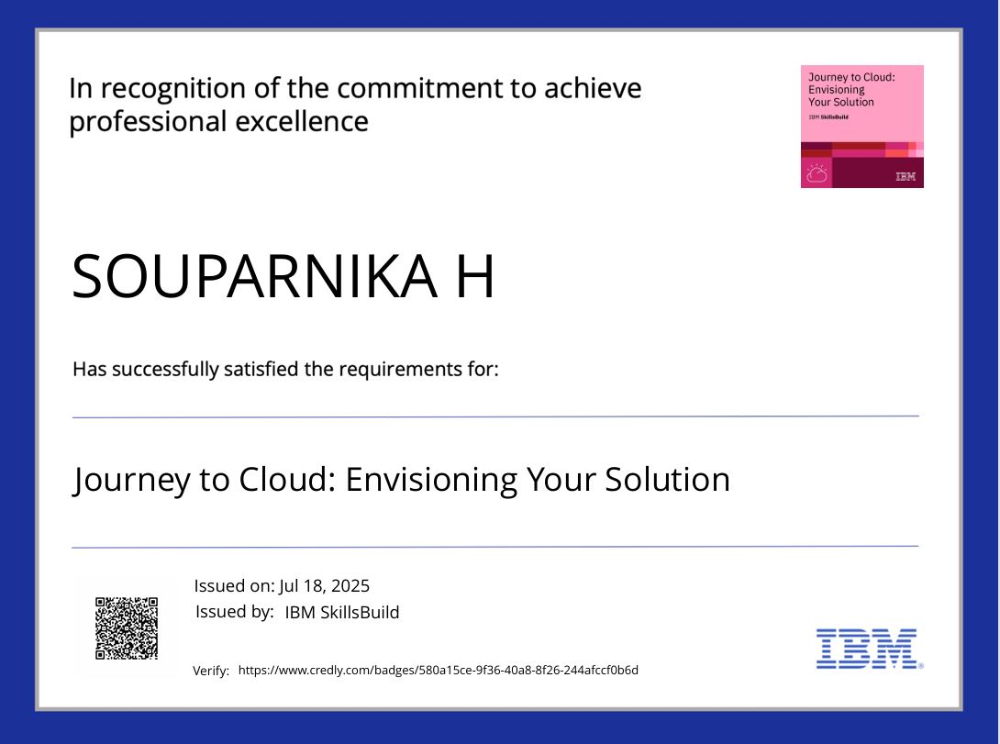 In recognition of the commitment to achieve
professional excellence
Journey to Cloud:
Envisioning
Your Solution
IBM SkillsBuild
IBM
SOUPARNIKA H
Has successfully satisfied the requirements for:
Journey to Cloud: Envisioning Your Solution
Issued on: Jul 18, 2025
Issued by: IBM SkillsBuild
Verify: https://www.credly.com/badges/580a15ce-9f36-40a8-8f26-244afccf0b6d
IBM®